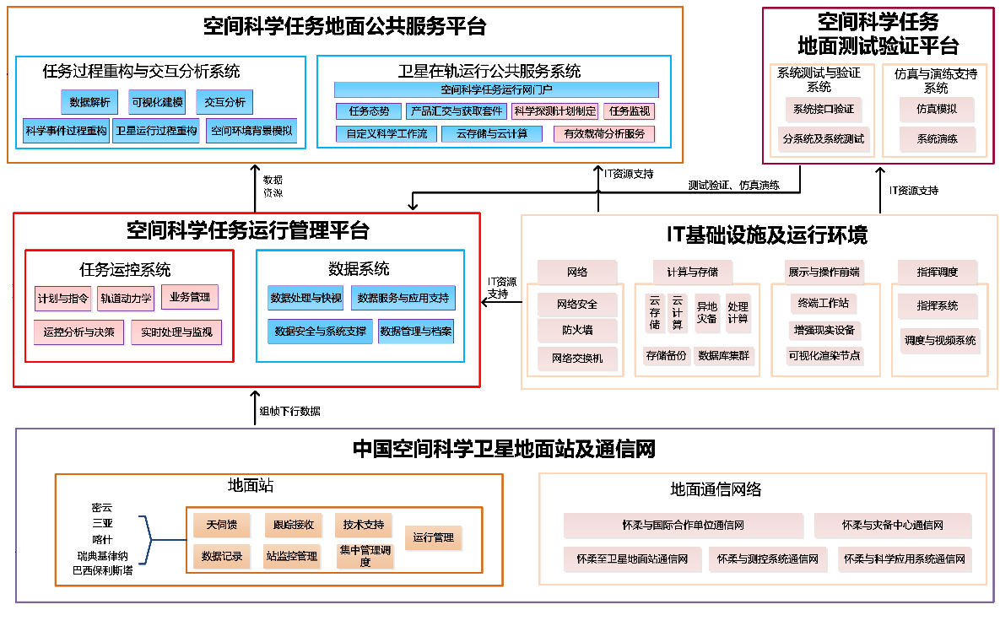 空间科学任务地面公共服务平台
任务过程重构与交互分析系统
数据解析
可视化建模
交互分析
科学事件过程重构
卫星运行过程重构
空间环境背景模拟
卫星在轨运行公共服务系统
空间科学任务运行网门户
任务态势
产品汇交与获取套件
科学探测计划制定
任务监视
自定义科学工作流
云存储与云计算
有效载荷分析服务
空间科学任务
地面测试验证平台
系统测试与验证
系统
系统接口验证
分系统及系统测试
仿真与演练支持
系统
仿真模拟
系统演练
数据
资源
IT资源支持
测试验证、仿真演练
IT资源支持
空间科学任务运行管理平台
任务运控系统
计划与指令
轨道动力学
业务管理
运控分析与决策
实时处理与监视
数据系统
数据处理与快视
数据服务与应用支持
数据安全与系统支撑
数据管理与档案
IT资源
支持
IT基础设施及运行环境
网络
网络安全
防火墙
网络交换机
计算与存储
云
存
储
云
计
算
异地
灾备
处理
计算
存储备份
数据库集群
展示与操作前端
终端工作站
增强现实设备
可视化渲染节点
指挥调度
指挥系统
调度与视频系统
组帧下行数据
中国空间科学卫星地面站及通信网
地面站
密云
三亚
喀什
瑞典基律纳
巴西保利斯塔
天伺馈
跟踪接收
技术支持
运行管理
数据记录
站监控管理
集中管理调
度
地面通信网络
怀柔与国际合作单位通信网
怀柔与灾备中心通信网
怀柔至卫星地面站通信网
怀柔与测控系统通信网
怀柔与科学应用系统通信网